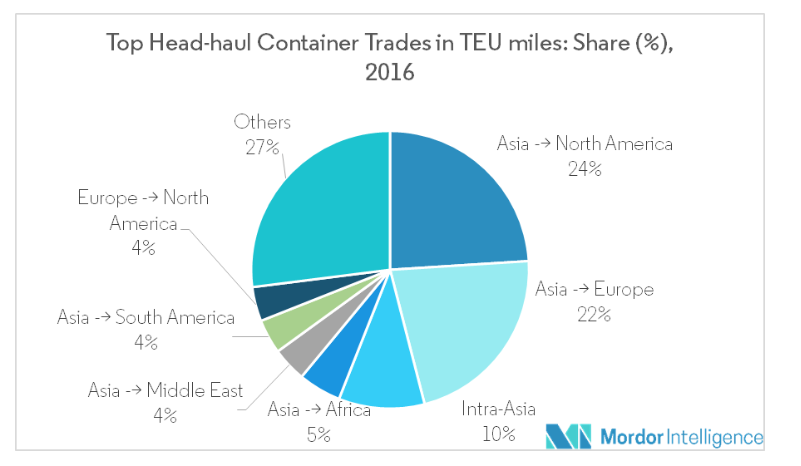 Top Head-haul Container Trades in TEU miles: Share (%),
2016
Others
27%
Asia -→ North America
24%
Europe -→ North
America
4%
Asia -→ Europe
22%
Asia -→ South America
4%
Asia -→ Middle East
4%
Asia -→ Africa
5%
Intra-Asia
10%
Mordor Intelligence